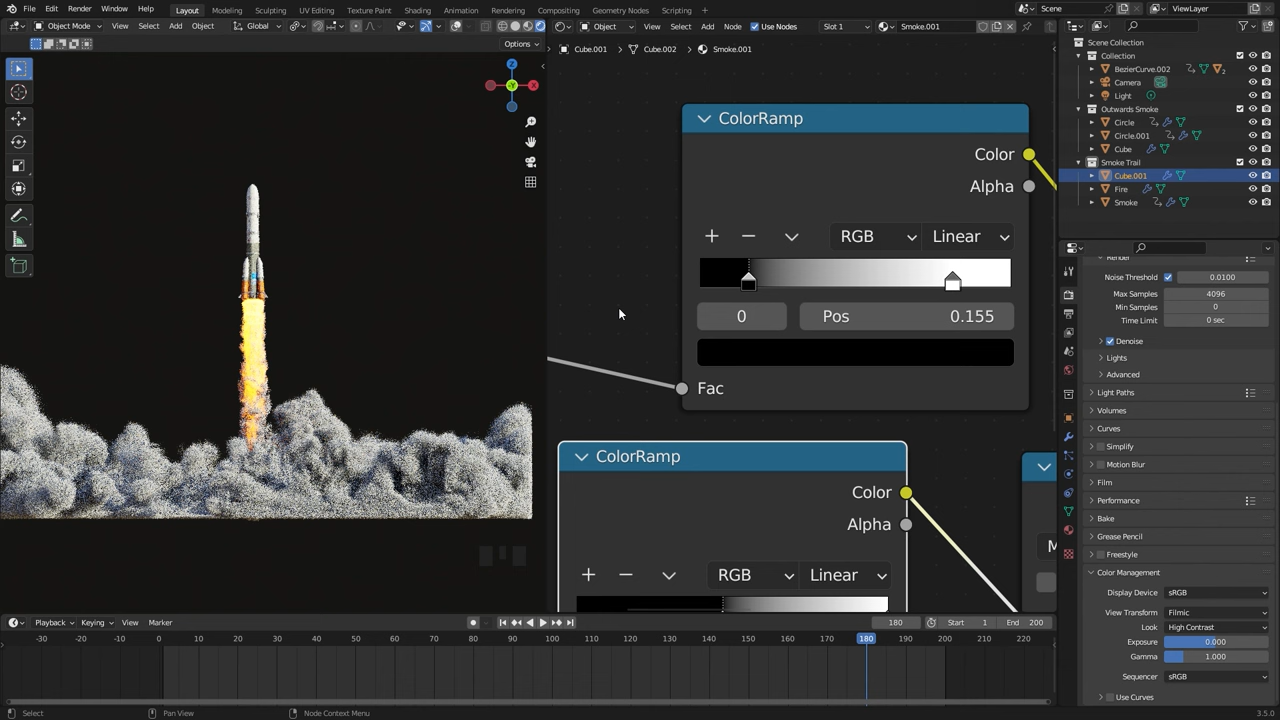 File Edit Render Window Help Layout Modeling Sculpting UV Editing Texture Paint Shading Animation Rendering Compositing Geometry Nodes Scripting Scene ViewLayer
Object Mode View Select Add Object Global Object View Select Add Node Use Nodes Slot 1 Smoke.001
Options
Cube.001 Cube.002 Smoke.001
Z
X
Y
ColorRamp
Color
Alpha
RGB Linear
0 Pos 0.155
Fac
ColorRamp
Color
Alpha
RGB Linear
M
Scene Collection
Collection
BezierCurve.002 2
Camera
Light
Outwards Smoke
Circle
Circle.001
Cube
Smoke Trail
Cube.001
Fire
Smoke
Render
Noise Threshold 0.0100
Max Samples 4096
Min Samples 0
Time Limit 0 sec
Denoise
Lights
Advanced
Light Paths
Volumes
Curves
Simplify
Motion Blur
Film
Performance
Bake
Grease Pencil
Freestyle
Color Management
Display Device sRGB
View Transform Filmic
Look High Contrast
Exposure 0.000
Gamma 1.000
Sequencer sRGB
Use Curves
Playback Keying View Marker 180 Start 1 End 200
-30 -20 -10 0 10 20 30 40 50 60 70 80 90 100 110 120 130 140 150 160 170 180 190 200 210 220
Select Pan View Node Context Menu 3.5.0